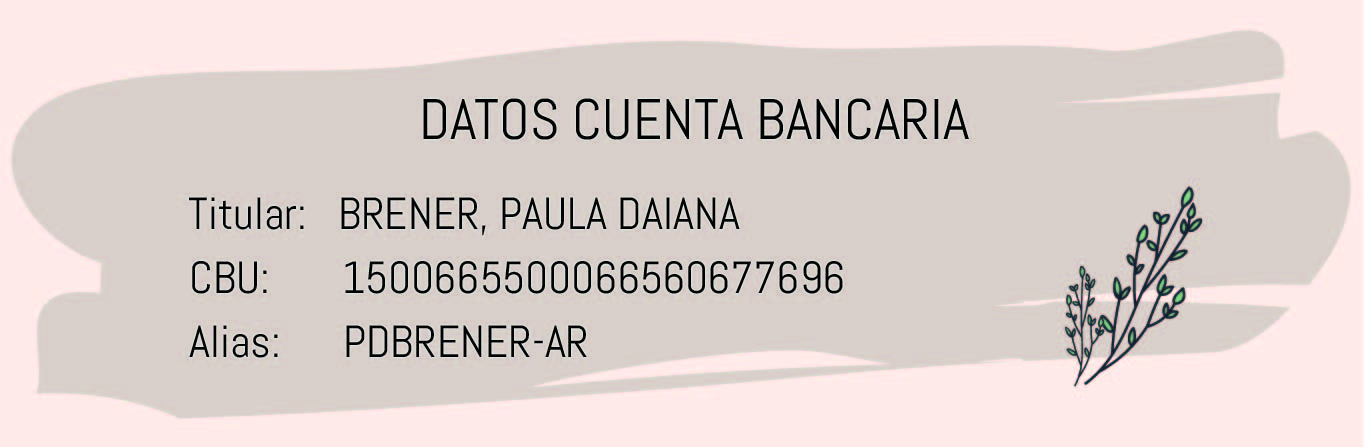 DATOS CUENTA BANCARIA
Titular: BRENER, PAULA DAIANA
CBU: 1500665500066560677696
Alias: PDBRENER-AR